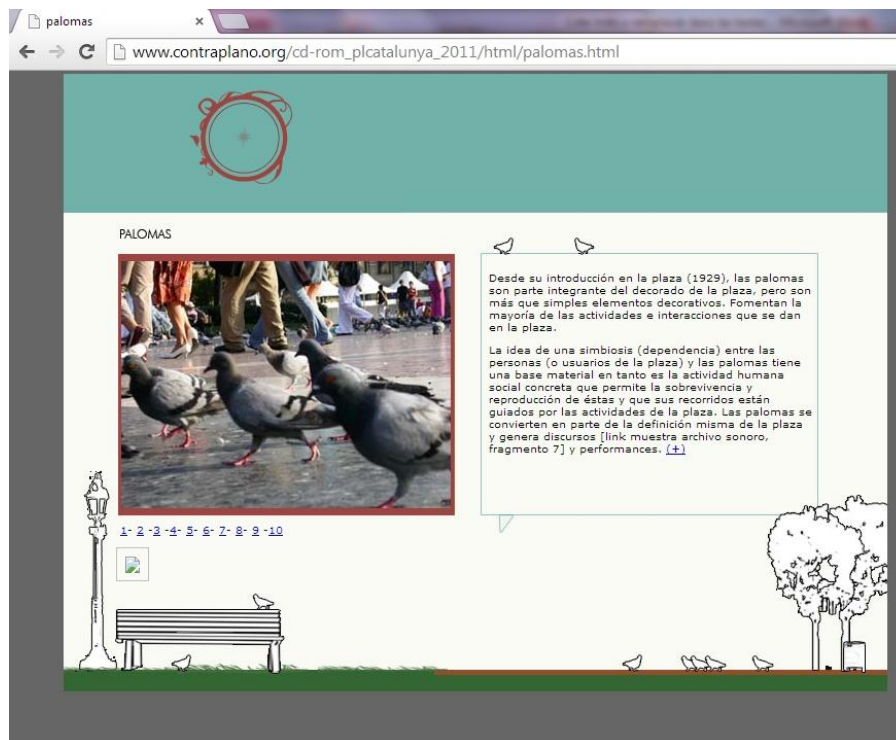 palomas
www.contraplano.org/cd-rom_plcatalunya_2011/html/palomas.html
PALOMAS
Desde su introducción en la plaza (1929), las palomas
son parte integrante del decorado de la plaza, pero son
más que simples elementos decorativos. Fomentan la
mayoría de las actividades e interacciones que se dan
en la plaza.
La idea de una simbiosis (dependencia) entre las
personas (o usuarios de la plaza) y las palomas tiene
una base material en tanto es la actividad humana
social concreta que permite la sobrevivencia y
reproducción de éstas y que sus recorridos están
guiados por las actividades de la plaza. Las palomas se
convierten en parte de la definición misma de la plaza
y genera discursos [link muestra archivo sonoro,
fragmento 7] y performances. (+)
1- 2 -3 -4- 5- 6- 7- 8- 9 -10